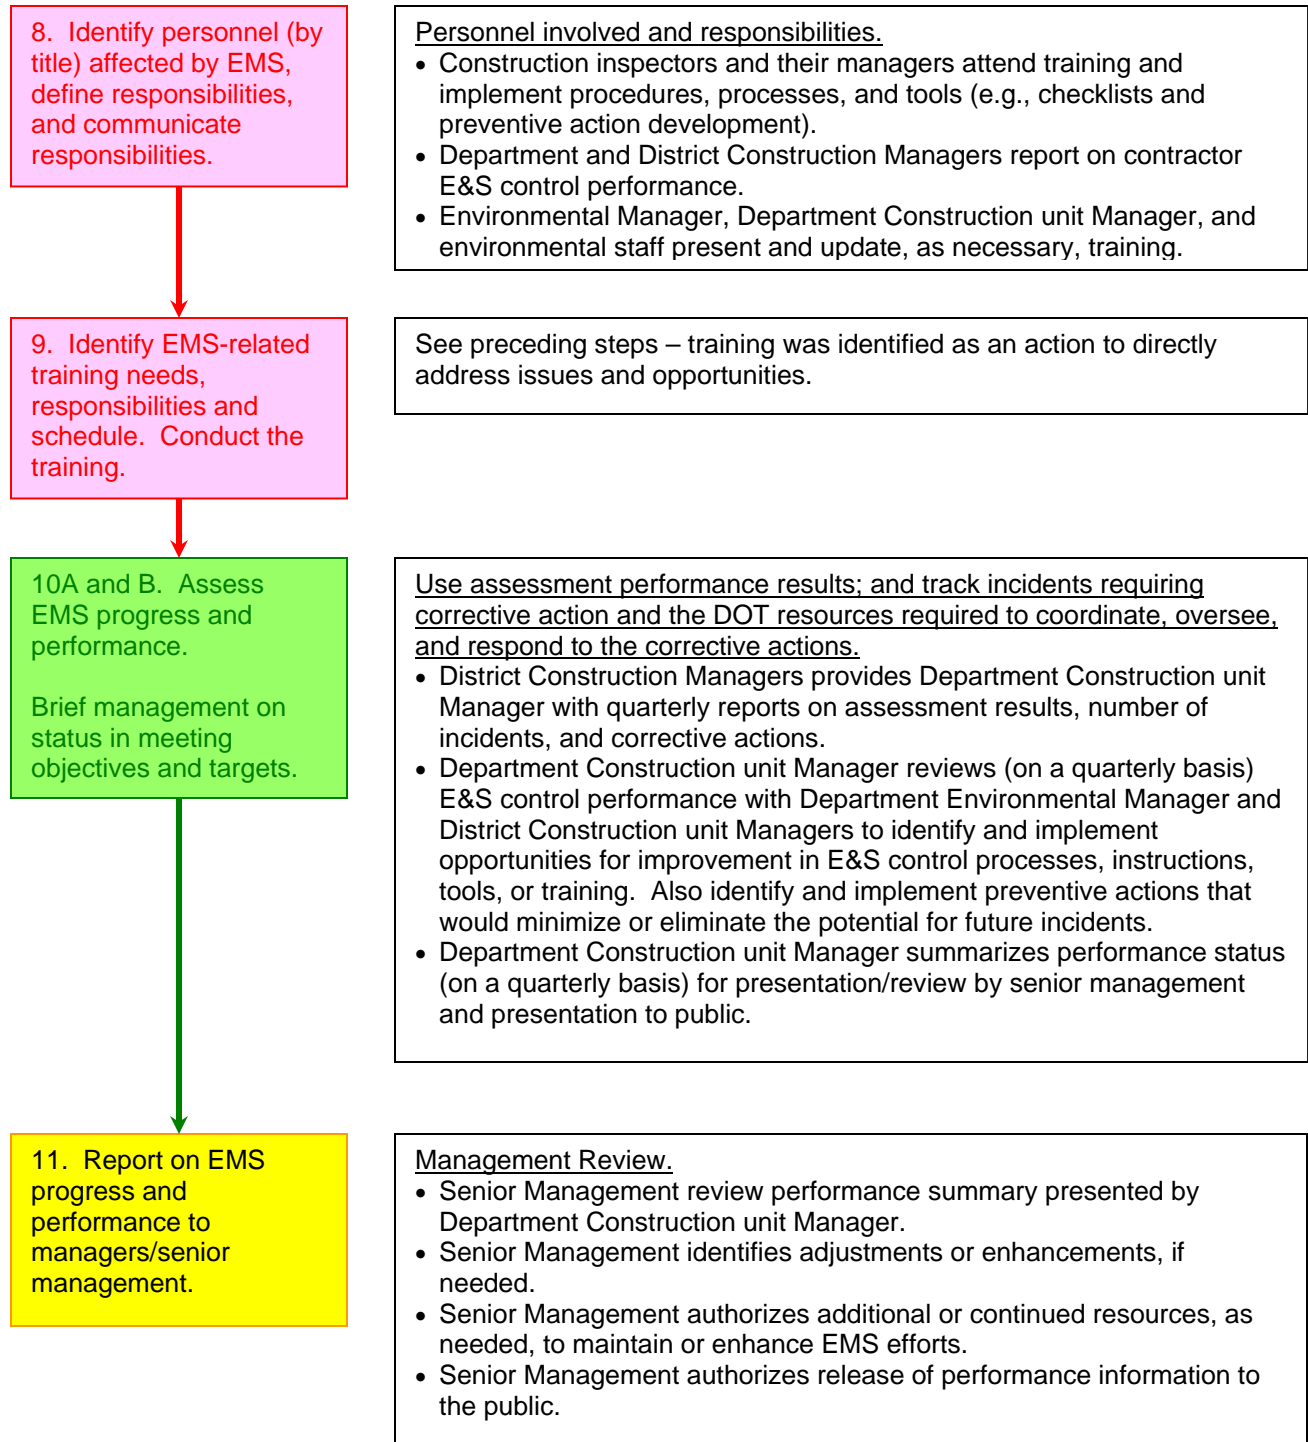 8.  Identify personnel (by
title) affected by EMS,
define responsibilities,
and communicate
responsibilities.
Personnel involved and responsibilities.
• Construction inspectors and their managers attend training and
implement procedures, processes, and tools (e.g., checklists and
preventive action development).
• Department and District Construction Managers report on contractor
E&S control performance.
• Environmental Manager, Department Construction unit Manager, and
environmental staff present and update, as necessary, training.
9.  Identify EMS-related
training needs,
responsibilities and
schedule.  Conduct the
training.
See preceding steps – training was identified as an action to directly
address issues and opportunities.
10A and B.  Assess
EMS progress and
performance.
Brief management on
status in meeting
objectives and targets.
Use assessment performance results; and track incidents requiring
corrective action and the DOT resources required to coordinate, oversee,
and respond to the corrective actions.
• District Construction Managers provides Department Construction unit
Manager with quarterly reports on assessment results, number of
incidents, and corrective actions.
• Department Construction unit Manager reviews (on a quarterly basis)
E&S control performance with Department Environmental Manager and
District Construction unit Managers to identify and implement
opportunities for improvement in E&S control processes, instructions,
tools, or training.  Also identify and implement preventive actions that
would minimize or eliminate the potential for future incidents.
• Department Construction unit Manager summarizes performance status
(on a quarterly basis) for presentation/review by senior management
and presentation to public.
11.  Report on EMS
progress and
performance to
managers/senior
management.
Management Review.
• Senior Management review performance summary presented by
Department Construction unit Manager.
• Senior Management identifies adjustments or enhancements, if
needed.
• Senior Management authorizes additional or continued resources, as
needed, to maintain or enhance EMS efforts.
• Senior Management authorizes release of performance information to
the public.